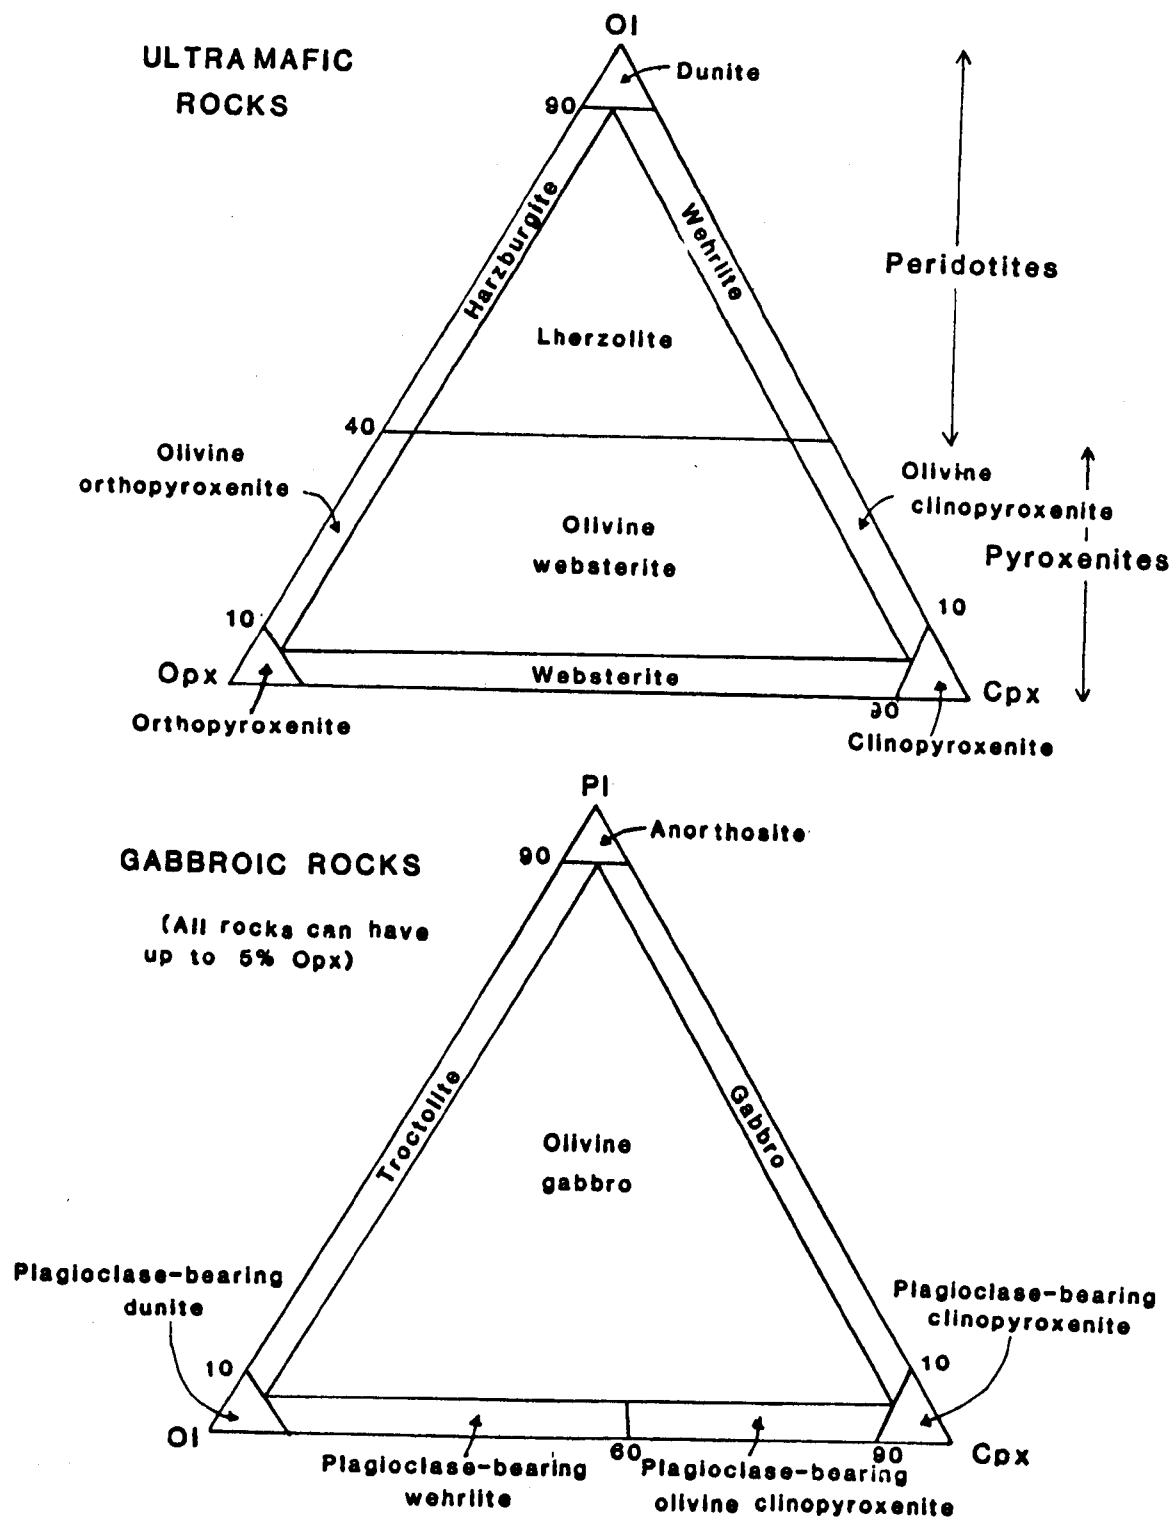 Ol
ULTRAMAFIC
ROCKS
Dunite
90
Harzburgite
Wehrlite
Peridotites
Lherzolite
40
Olivine
orthopyroxenite
Olivine
clinopyroxenite
Olivine
websterite
Pyroxenites
10
10
Opx
Websterite
Cpx
90
Orthopyroxenite
Clinopyroxenite
Pl
Anorthosite
90
GABBROIC ROCKS
(All rocks can have
up to 5% Opx)
Troctolite
Gabbro
Olivine
gabbro
Plagioclase-bearing
dunite
Plagioclase-bearing
clinopyroxenite
10
10
Ol
60
90
Cpx
Plagioclase-bearing
wehrlite
Plagioclase-bearing
olivine clinopyroxenite